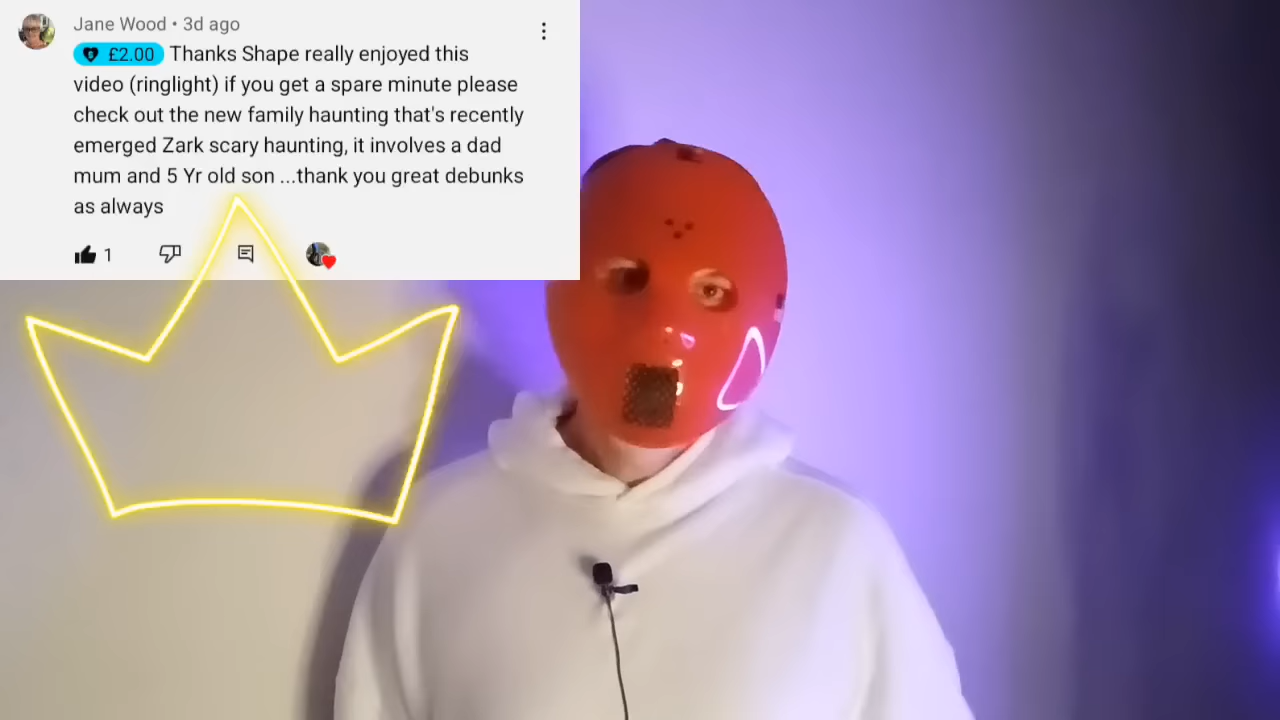 Jane Wood • 3d ago
£2.00 Thanks Shape really enjoyed this
video (ringlight) if you get a spare minute please
check out the new family haunting that's recently
emerged Zark scary haunting, it involves a dad
mum and 5 Yr old son ...thank you great debunks
as always
1